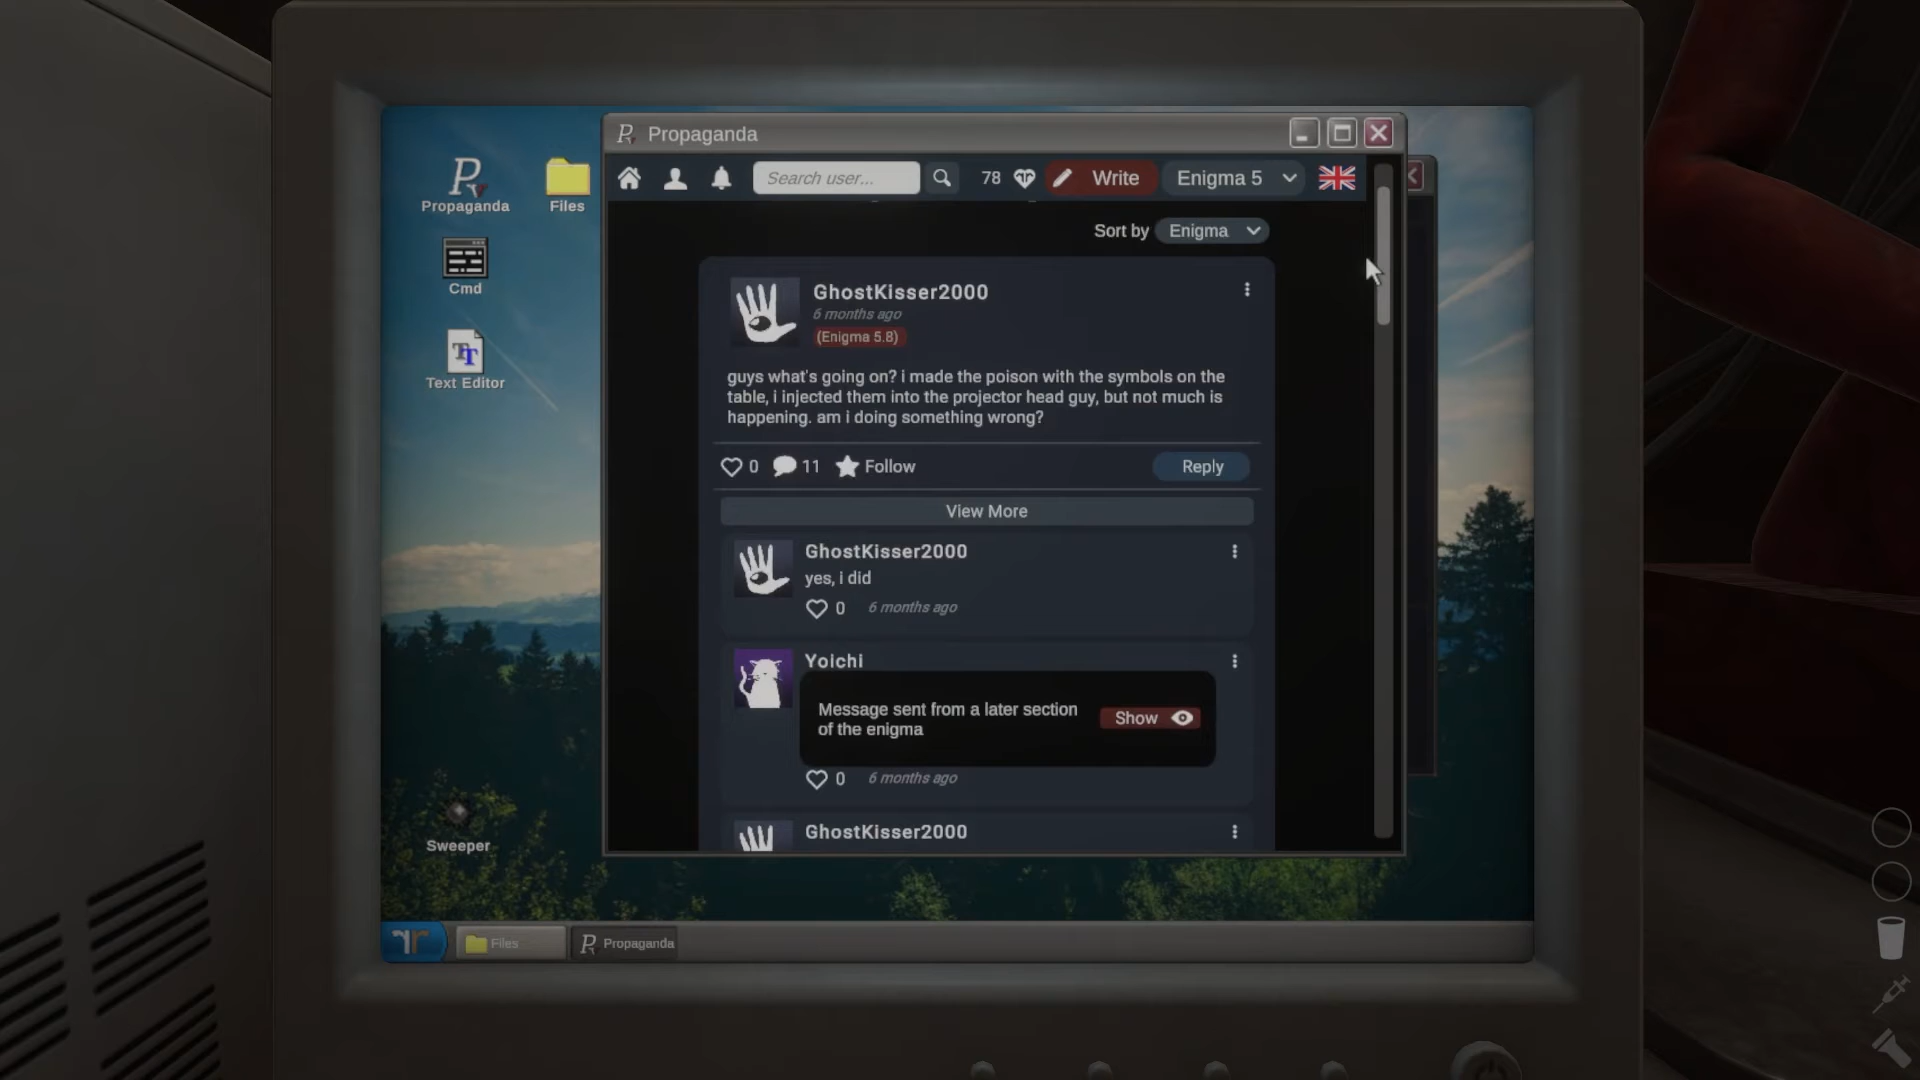 Propaganda
Search user...
78
Write
Enigma 5
Propaganda
Files
Cmd
Text Editor
Sweeper
Sort by
Enigma
GhostKisser2000
6 months ago
(Enigma 5.8)
guys what's going on? i made the poison with the symbols on the
table, i injected them into the projector head guy, but not much is
happening. am i doing something wrong?
0
11
Follow
Reply
View More
GhostKisser2000
yes, i did
0
6 months ago
Yoichi
Message sent from a later section
of the enigma
Show
0
6 months ago
GhostKisser2000
Files
Propaganda